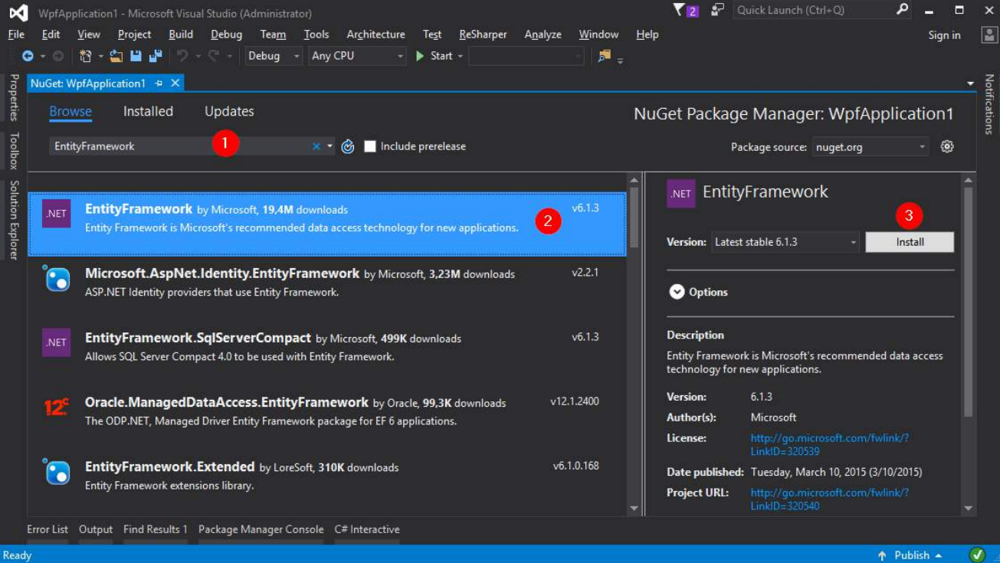 WpfApplication1 - Microsoft Visual Studio (Administrator)
2
Quick Launch (Ctrl+Q)
File Edit View Project Build Debug Team Tools Architecture Test ReSharper Analyze Window Help
Sign in
Debug Any CPU Start
Properties
Toolbox
Solution Explorer
Notifications
NuGet: WpfApplication1
Browse Installed Updates
NuGet Package Manager: WpfApplication1
EntityFramework
1
Include prerelease
Package source: nuget.org
.NET
EntityFramework by Microsoft, 19,4M downloads
v6.1.3
Entity Framework is Microsoft's recommended data access technology for new applications.
2
Microsoft.AspNet.Identity.EntityFramework by Microsoft, 3,23M downloads
v2.2.1
ASP.NET Identity providers that use Entity Framework.
.NET
EntityFramework.SqlServerCompact by Microsoft, 499K downloads
v6.1.3
Allows SQL Server Compact 4.0 to be used with Entity Framework.
12c
Oracle.ManagedDataAccess.EntityFramework by Oracle, 99,3K downloads
v12.1.2400
The ODP.NET, Managed Driver Entity Framework package for EF 6 applications.
EntityFramework.Extended by LoreSoft, 310K downloads
v6.1.0.168
Entity Framework extensions library.
.NET
EntityFramework
3
Version: Latest stable 6.1.3
Install
Options
Description
Entity Framework is Microsoft's recommended data access
technology for new applications.
Version: 6.1.3
Author(s): Microsoft
License: http://go.microsoft.com/fwlink/?
LinkID=320539
Date published: Tuesday, March 10, 2015 (3/10/2015)
Project URL: http://go.microsoft.com/fwlink/?
LinkID=320540
Error List Output Find Results 1 Package Manager Console C# Interactive
Ready
Publish